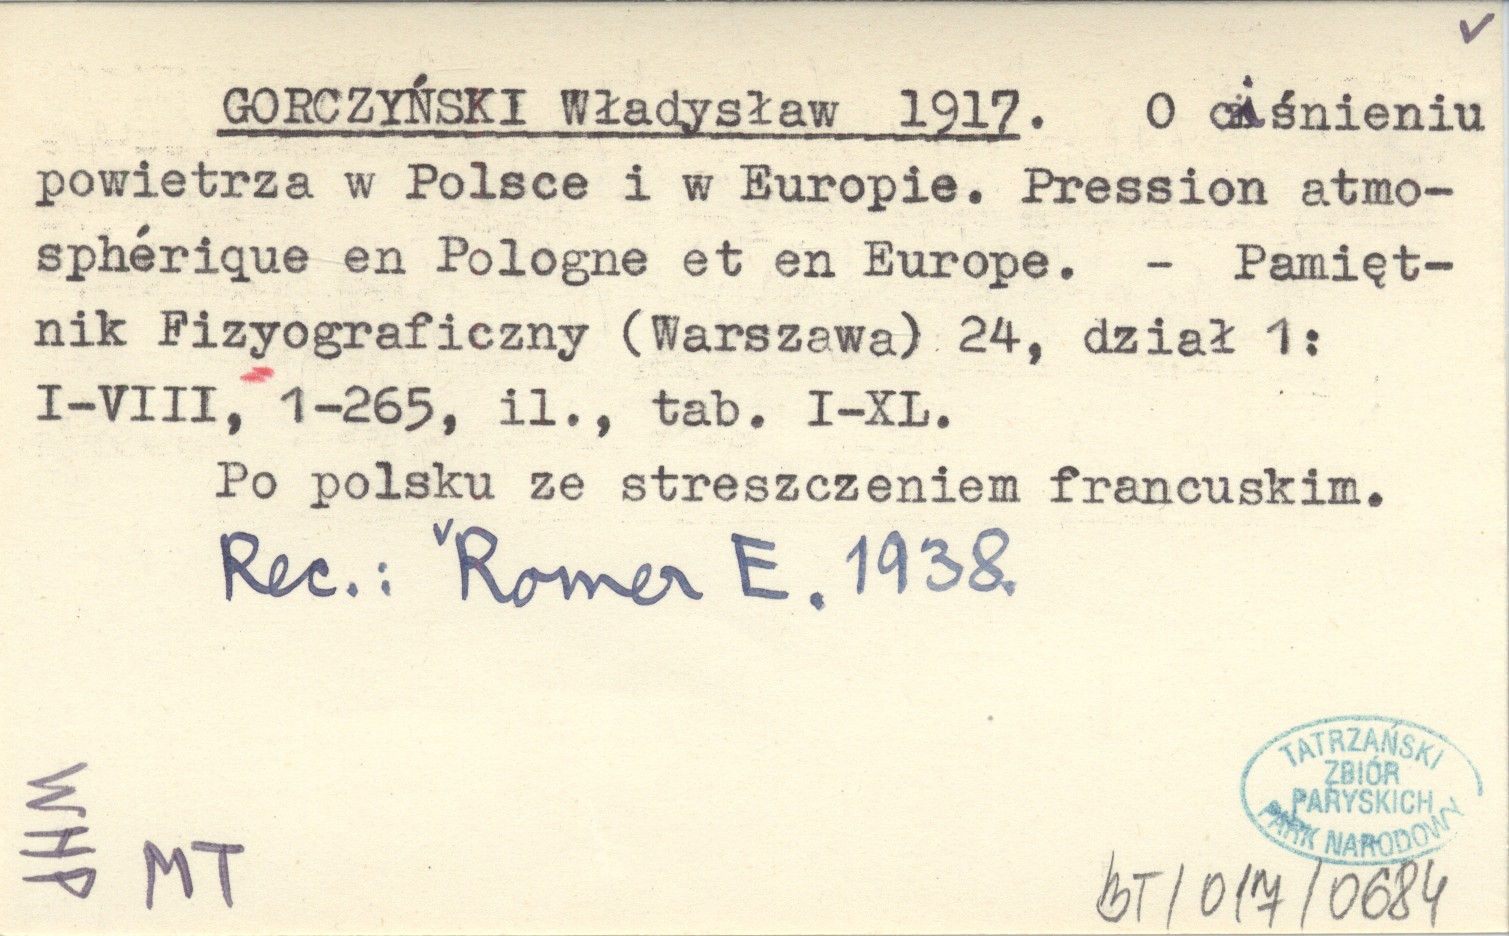 ✓
GORCZYŃSKI Władysław 1917. O ciśnieniu
powietrza w Polsce i w Europie. Pression atmo-
sphérique en Pologne et en Europe. - Pamięt-
nik Fizyograficzny (Warszawa) 24, dział 1:
I-VIII, 1-265, il., tab. I-XL.
Po polsku ze streszczeniem francuskim.
Rec.: ✓Romer E. 1938.
TATRZAŃSKI
ZBIÓR
PARYSKICH
PARK NARODOWY
WHP
MT
BT/017/0684